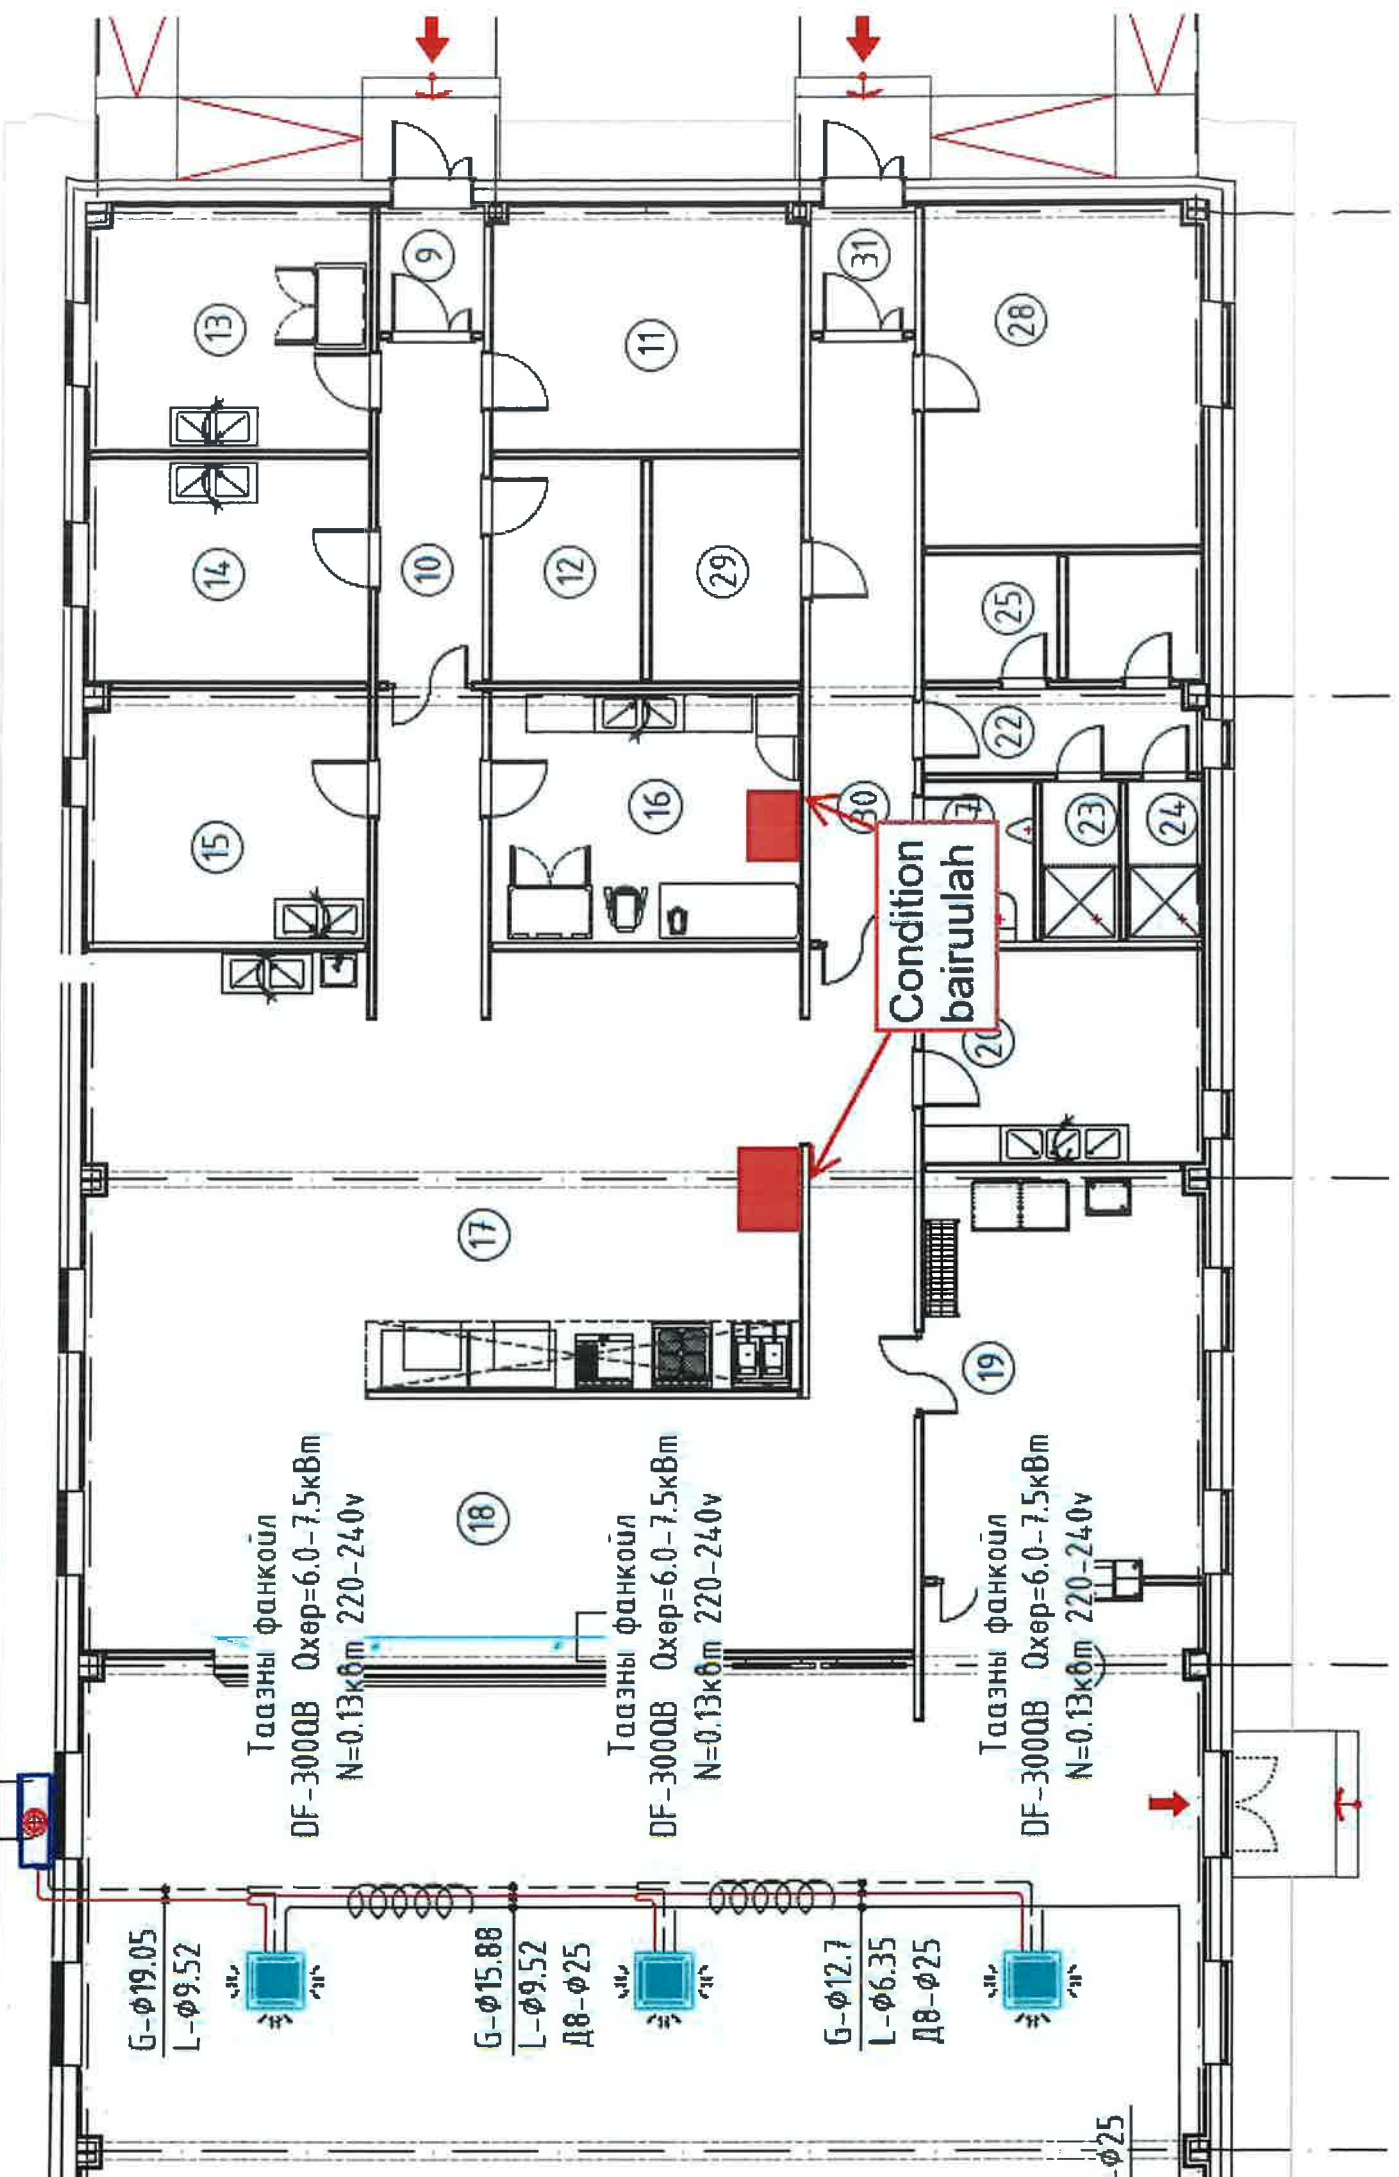 13
9
11
31
28
14
10
12
29
25
15
16
30
22
23
24
Condition
bairuulah
20
17
19
18
Таазны фанкойл
DF-300QB Qхөр=6.0-7.5кВт
N=0.13кВт 220-240v
Таазны фанкойл
DF-300QB Qхөр=6.0-7.5кВт
N=0.13кВт 220-240v
Таазны фанкойл
DF-300QB Qхөр=6.0-7.5кВт
N=0.13кВт 220-240v
G-ф19.05
L-ф9.52
G-ф15.88
L-ф9.52
Д8-ф25
G-ф12.7
L-ф6.35
Д8-ф25
-ф25